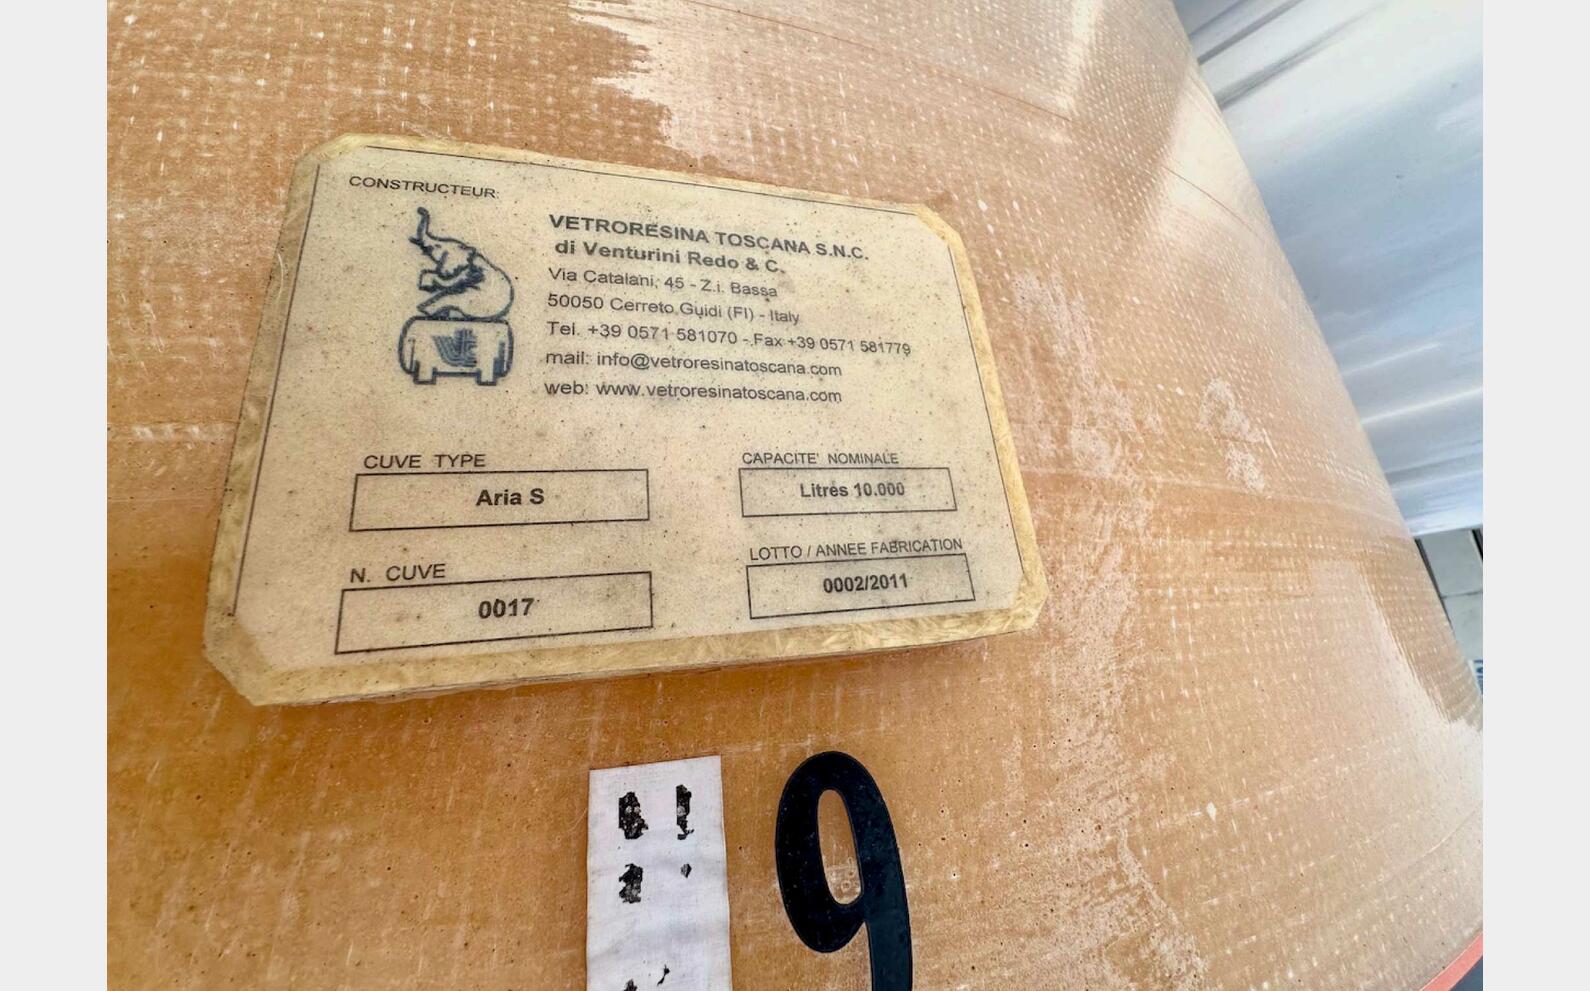 CONSTRUCTEUR:
VETRORESINA TOSCANA S.N.C.
di Venturini Redo & C.
Via Catalani, 45 - Z.i. Bassa
50050 Cerreto Guidi (FI) - Italy
Tel. +39 0571 581070 - Fax +39 0571 581779
mail: info@vetroresinatoscana.com
web: www.vetroresinatoscana.com
CUVE TYPE
Aria S
CAPACITE' NOMINALE
Litres 10.000
N. CUVE
0017
LOTTO / ANNEE FABRICATION
0002/2011
9